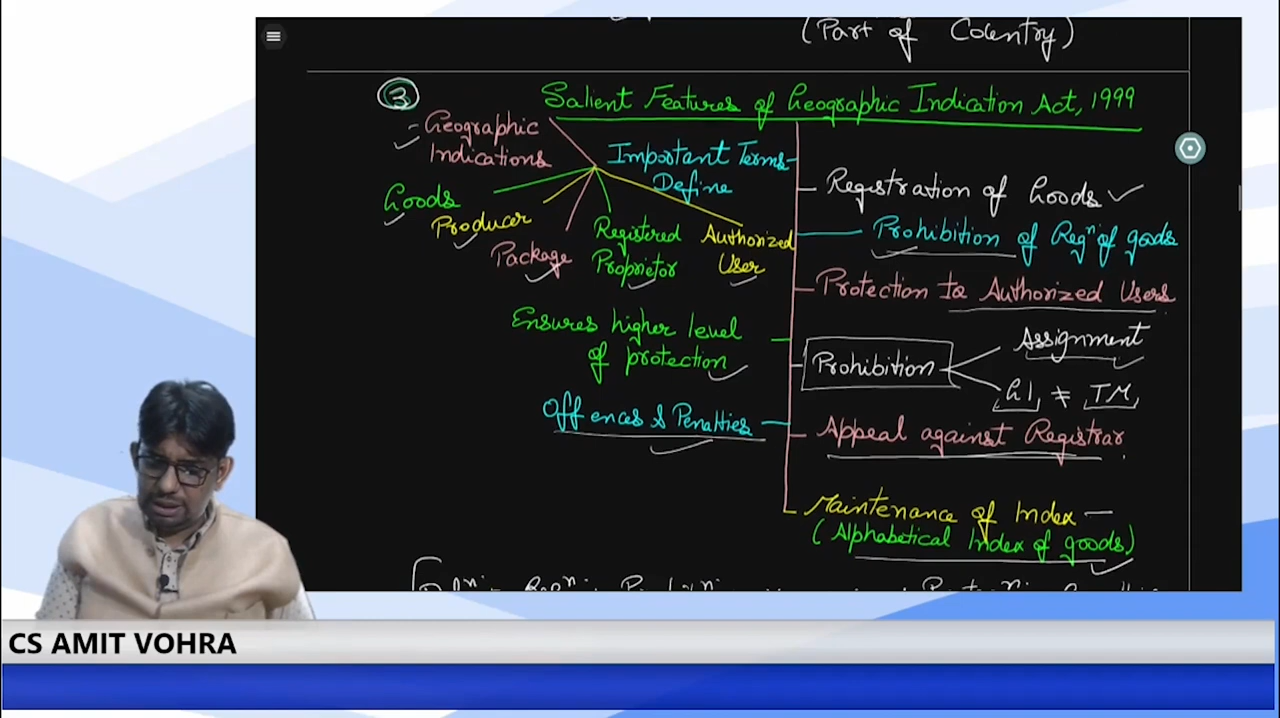 (Part of Country)
3
Salient Features of Geographic Indication Act, 1999
Geographic
Indications
Goods
Producer
Package
Registered
Proprietor
Authorized
User
Important Terms
Define
Registration of Goods
Prohibition of Regn of goods
Protection to Authorized Users
Ensures higher level
of protection
Prohibition
Assignment
GI ≠ TM
Offences & Penalties
Appeal against Registrar
Maintenance of Index
(Alphabetical Index of goods)
CS AMIT VOHRA